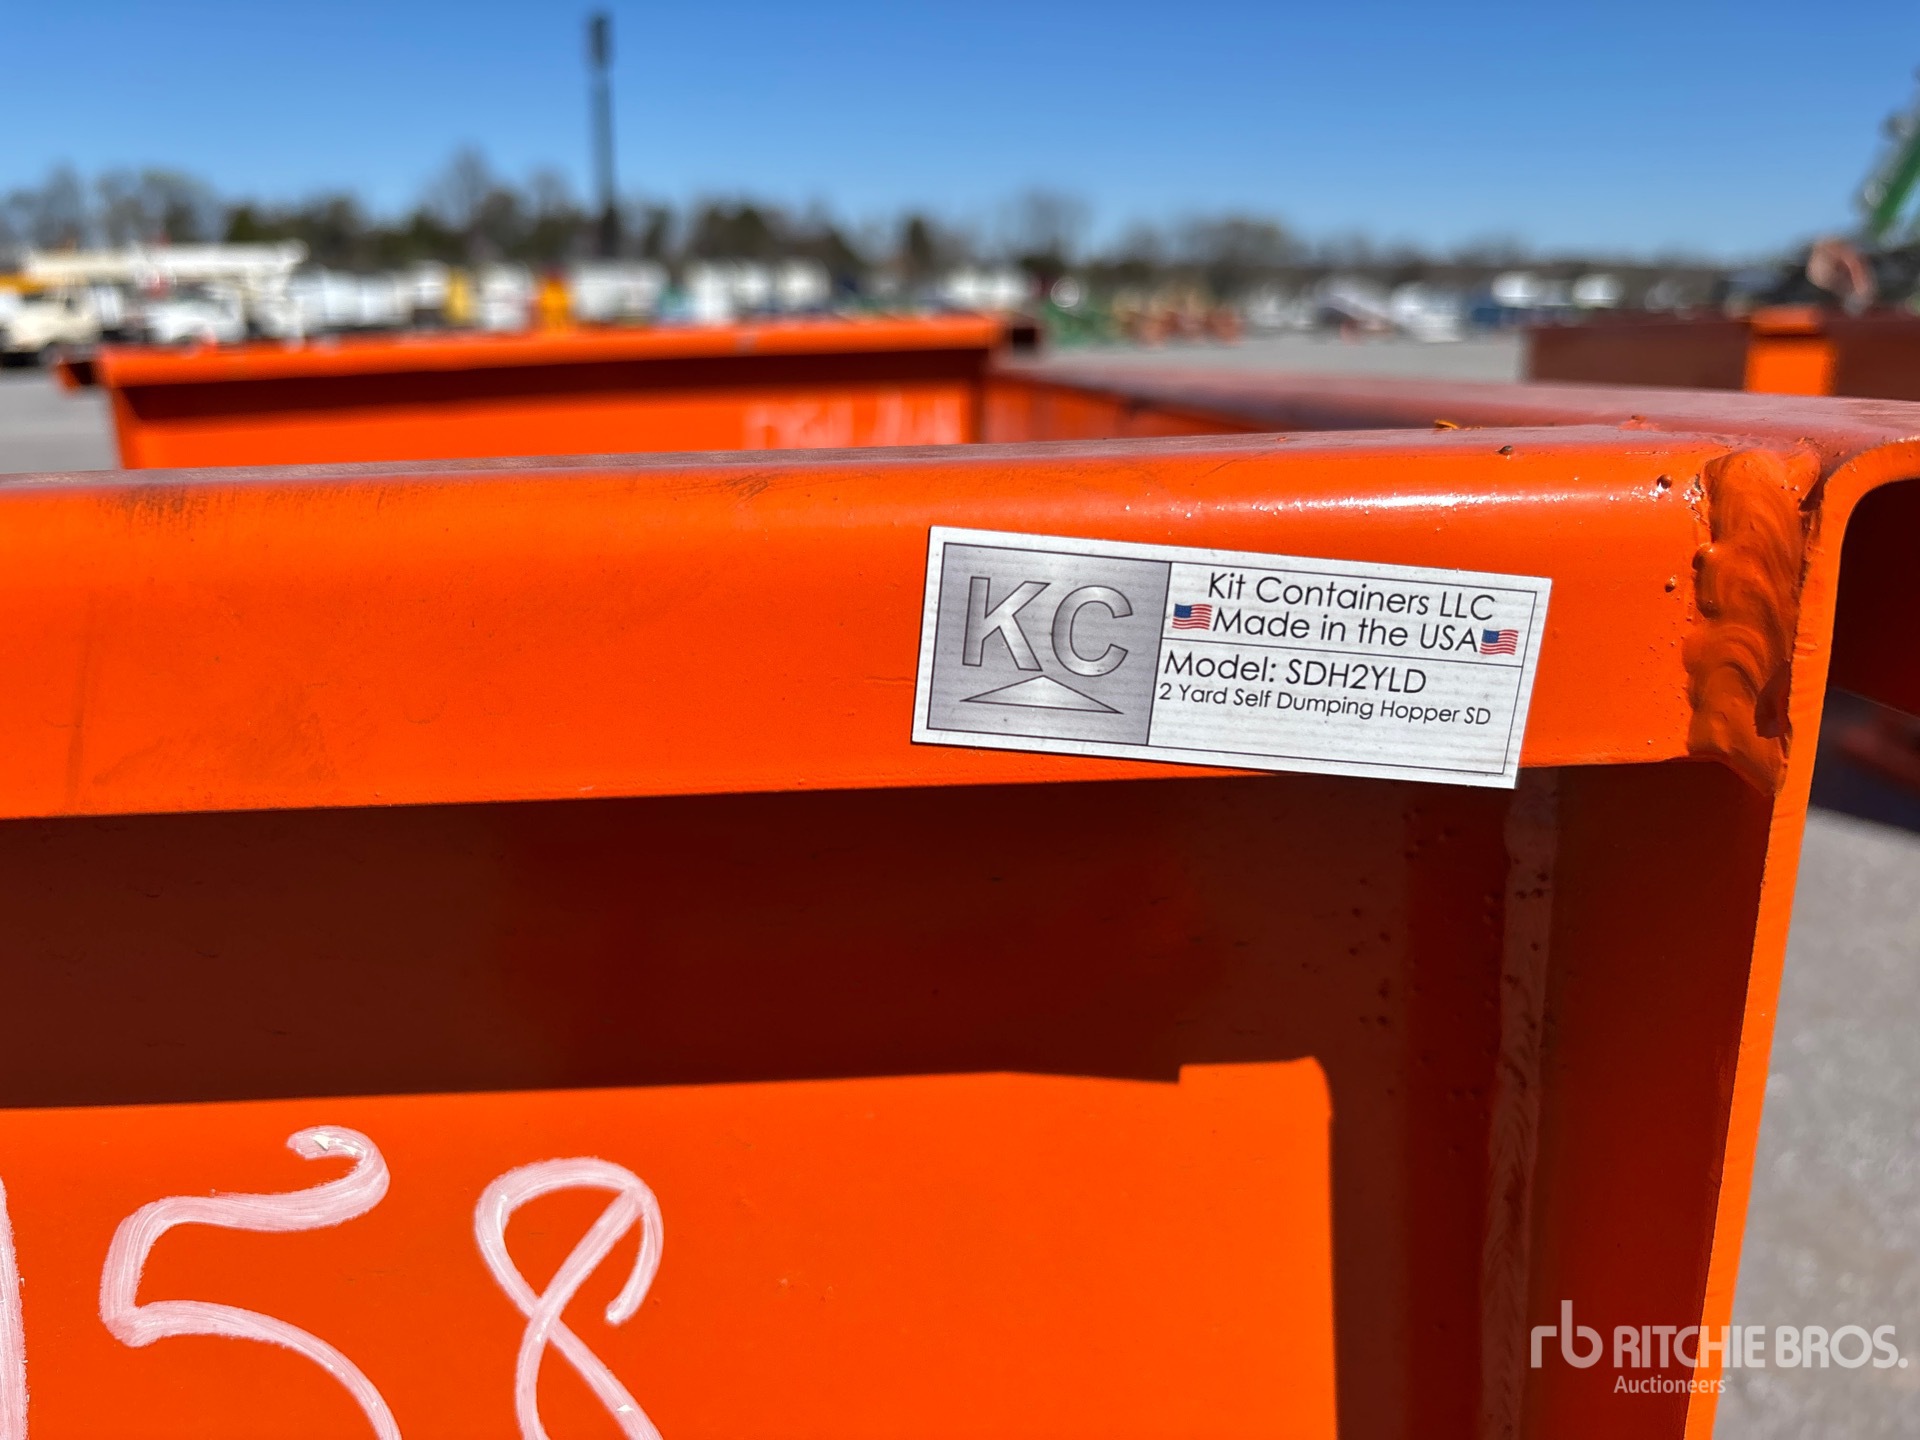 KC
Kit Containers LLC
Made in the USA
Model: SDH2YLD
2 Yard Self Dumping Hopper SD
58
rb RITCHIE BROS.
Auctioneers